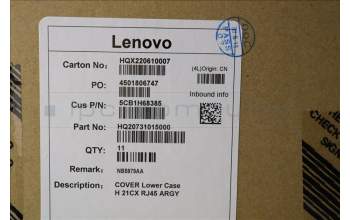 Lenovo
Carton No: HQX220610007
(4L)Origin: CN
PO: 4501806747
Inbound info
Cus P/N: 5CB1H68385
Part No: HQ20731015000
QTY: 11
Remark: NB8979AA
Description: COVER Lower Case
H 21CX RJ45 ARGY